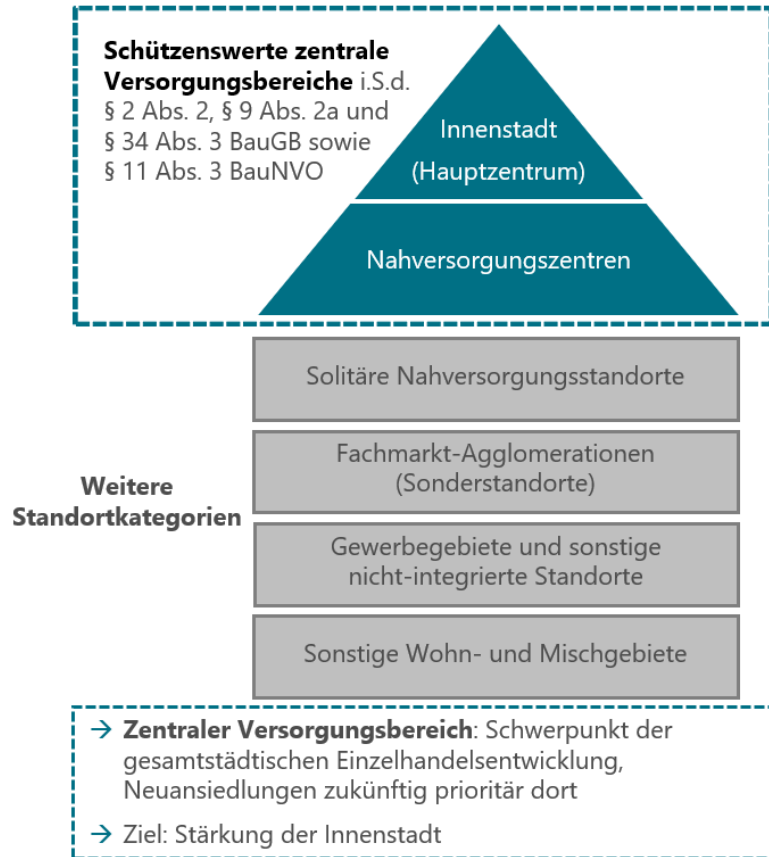 Schützenswerte zentrale
Versorgungsbereiche i.S.d.
§ 2 Abs. 2, § 9 Abs. 2a und
§ 34 Abs. 3 BauGB sowie
§ 11 Abs. 3 BauNVO
Innenstadt
(Hauptzentrum)
Nahversorgungszentren
Solitäre Nahversorgungsstandorte
Weitere
Standortkategorien
Fachmarkt-Agglomerationen
(Sonderstandorte)
Gewerbegebiete und sonstige
nicht-integrierte Standorte
Sonstige Wohn- und Mischgebiete
→ Zentraler Versorgungsbereich: Schwerpunkt der
gesamtstädtischen Einzelhandelsentwicklung,
Neuansiedlungen zukünftig prioritär dort
→ Ziel: Stärkung der Innenstadt